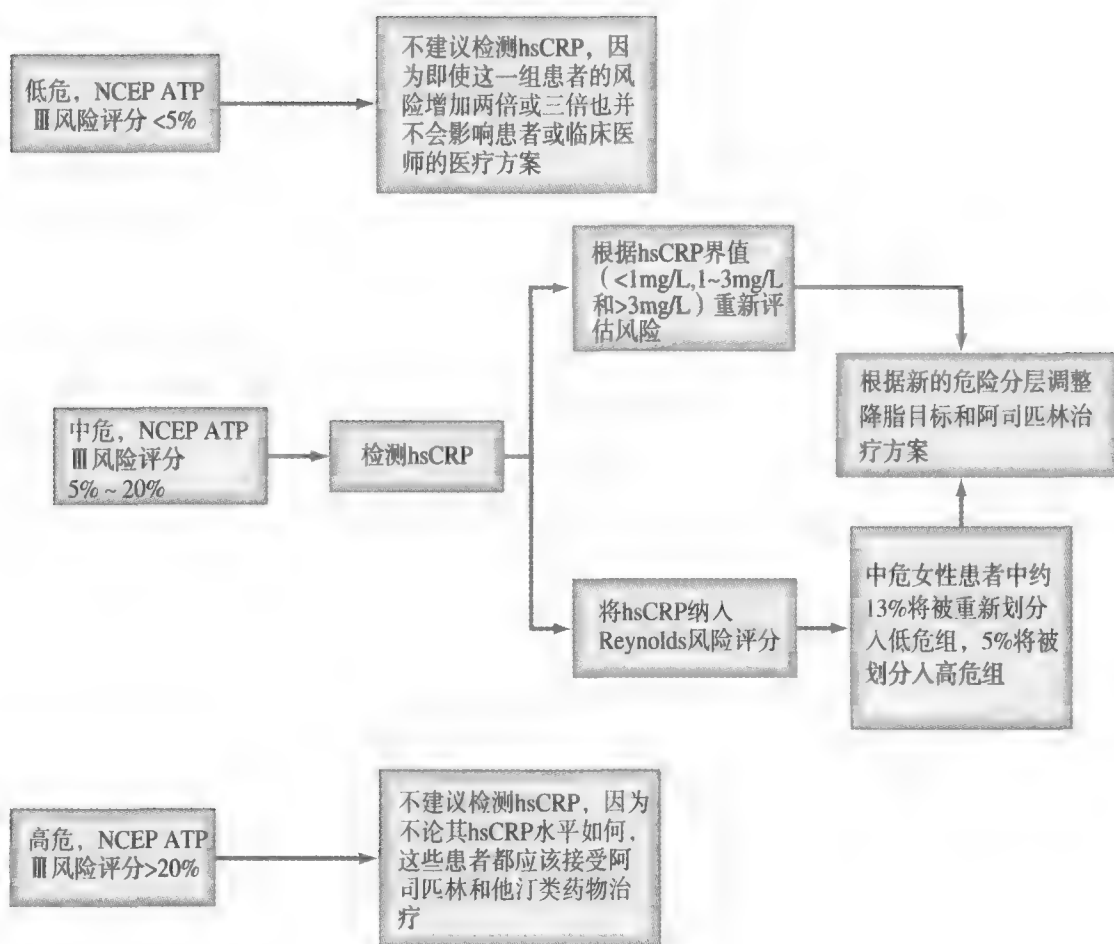 低危，NCEP ATP
Ⅲ风险评分<5%
不建议检测hsCRP，因
为即使这一组患者的风
险增加两倍或三倍也并
不会影响患者或临床医
师的医疗方案
根据hsCRP界值
（<1mg/L,1~3mg/L
和>3mg/L）重新评
估风险
根据新的危险分层调整
降脂目标和阿司匹林治
疗方案
中危，NCEP ATP
Ⅲ风险评分
5%~20%
检测hsCRP
将hsCRP纳入
Reynolds风险评分
中危女性患者中约
13%将被重新划分
入低危组，5%将被
划分入高危组
高危，NCEP ATP
Ⅲ风险评分>20%
不建议检测hsCRP，因为
不论其hsCRP水平如何，
这些患者都应该接受阿
司匹林和他汀类药物治
疗